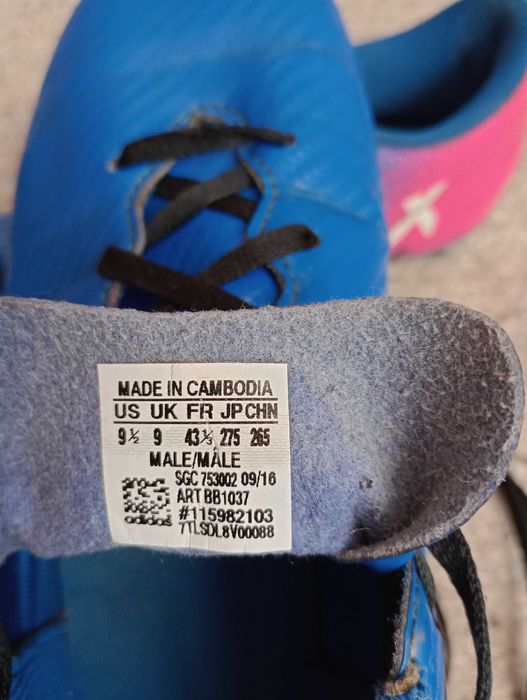 MADE IN CAMBODIA
US UK FR JP CHN
9½ 9 43⅓ 275 265
MALE/MÂLE
SGC 753002 09/16
ART BB1037
#115982103
adidas 7TLSDL8V00088